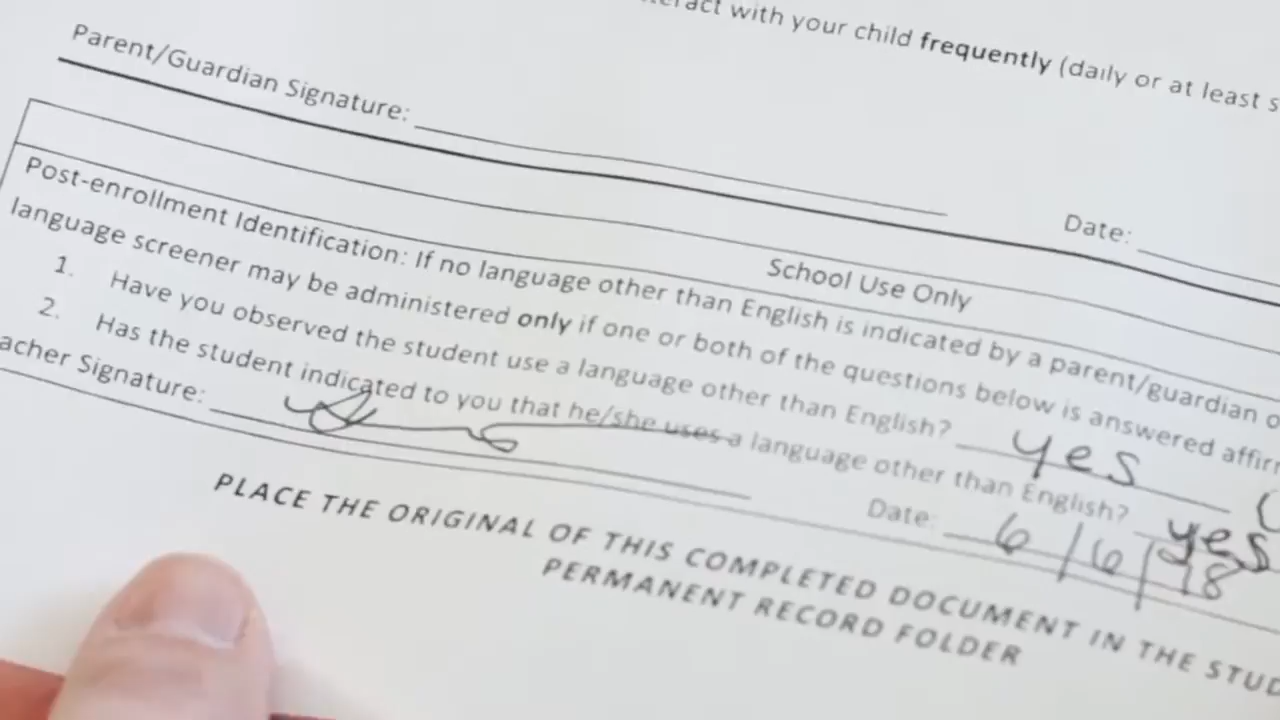 teract with your child frequently (daily or at least s
Parent/Guardian Signature:
Date:
School Use Only
Post-enrollment Identification: If no language other than English is indicated by a parent/guardian o
language screener may be administered only if one or both of the questions below is answered affir
1. Have you observed the student use a language other than English? yes (
2. Has the student indicated to you that he/she uses a language other than English? yes
acher Signature: Date: 6/6/18
PLACE THE ORIGINAL OF THIS COMPLETED DOCUMENT IN THE STUD
PERMANENT RECORD FOLDER